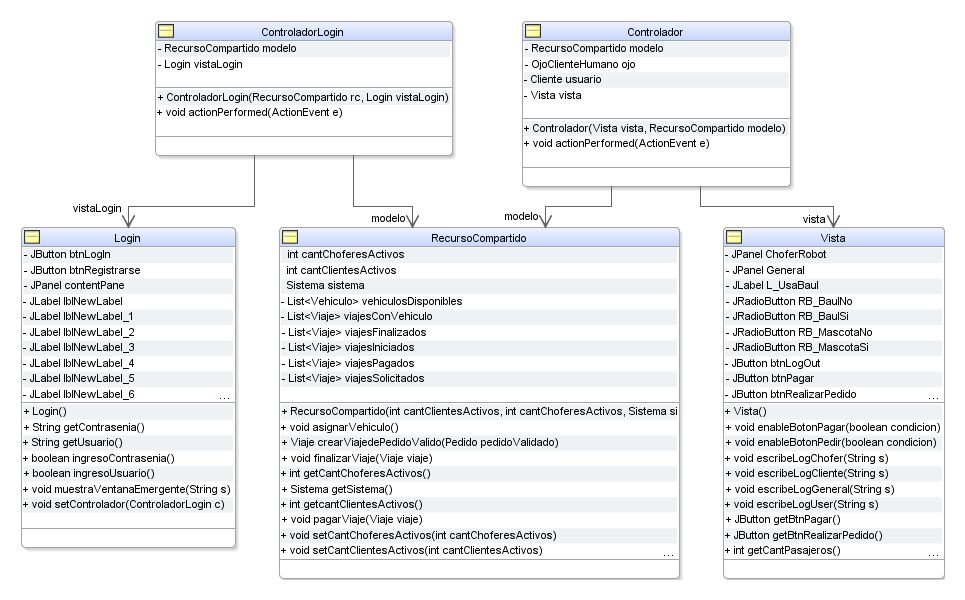 ControladorLogin
- RecursoCompartido modelo
- Login vistaLogin
+ ControladorLogin(RecursoCompartido rc, Login vistaLogin)
+ void actionPerformed(ActionEvent e)
Controlador
- RecursoCompartido modelo
- OjoClienteHumano ojo
- Cliente usuario
- Vista vista
+ Controlador(Vista vista, RecursoCompartido modelo)
+ void actionPerformed(ActionEvent e)
vistaLogin
modelo
modelo
vista
Login
- JButton btnLogIn
- JButton btnRegistrarse
- JPanel contentPane
- JLabel lblNewLabel
- JLabel lblNewLabel_1
- JLabel lblNewLabel_2
- JLabel lblNewLabel_3
- JLabel lblNewLabel_4
- JLabel lblNewLabel_5
- JLabel lblNewLabel_6
...
+ Login()
+ String getContrasenia()
+ String getUsuario()
+ boolean ingresoContrasenia()
+ boolean ingresoUsuario()
+ void muestraVentanaEmergente(String s)
+ void setControlador(ControladorLogin c)
RecursoCompartido
int cantChoferesActivos
int cantClientesActivos
Sistema sistema
- List<Vehiculo> vehiculosDisponibles
- List<Viaje> viajesConVehiculo
- List<Viaje> viajesFinalizados
- List<Viaje> viajesIniciados
- List<Viaje> viajesPagados
- List<Viaje> viajesSolicitados
+ RecursoCompartido(int cantClientesActivos, int cantChoferesActivos, Sistema si
+ void asignarVehiculo()
+ Viaje crearViajedePedidoValido(Pedido pedidoValidado)
+ void finalizarViaje(Viaje viaje)
+ int getCantChoferesActivos()
+ Sistema getSistema()
+ int getcantClientesActivos()
+ void pagarViaje(Viaje viaje)
+ void setCantChoferesActivos(int cantChoferesActivos)
+ void setCantClientesActivos(int cantClientesActivos)
...
Vista
- JPanel ChoferRobot
- JPanel General
- JLabel L_UsaBaul
- JRadioButton RB_BaulNo
- JRadioButton RB_BaulSi
- JRadioButton RB_MascotaNo
- JRadioButton RB_MascotaSi
- JButton btnLogOut
- JButton btnPagar
- JButton btnRealizarPedido
...
+ Vista()
+ void enableBotonPagar(boolean condicion)
+ void enableBotonPedir(boolean condicion)
+ void escribeLogChofer(String s)
+ void escribeLogCliente(String s)
+ void escribeLogGeneral(String s)
+ void escribeLogUser(String s)
+ JButton getBtnPagar()
+ JButton getBtnRealizarPedido()
+ int getCantPasajeros()
...